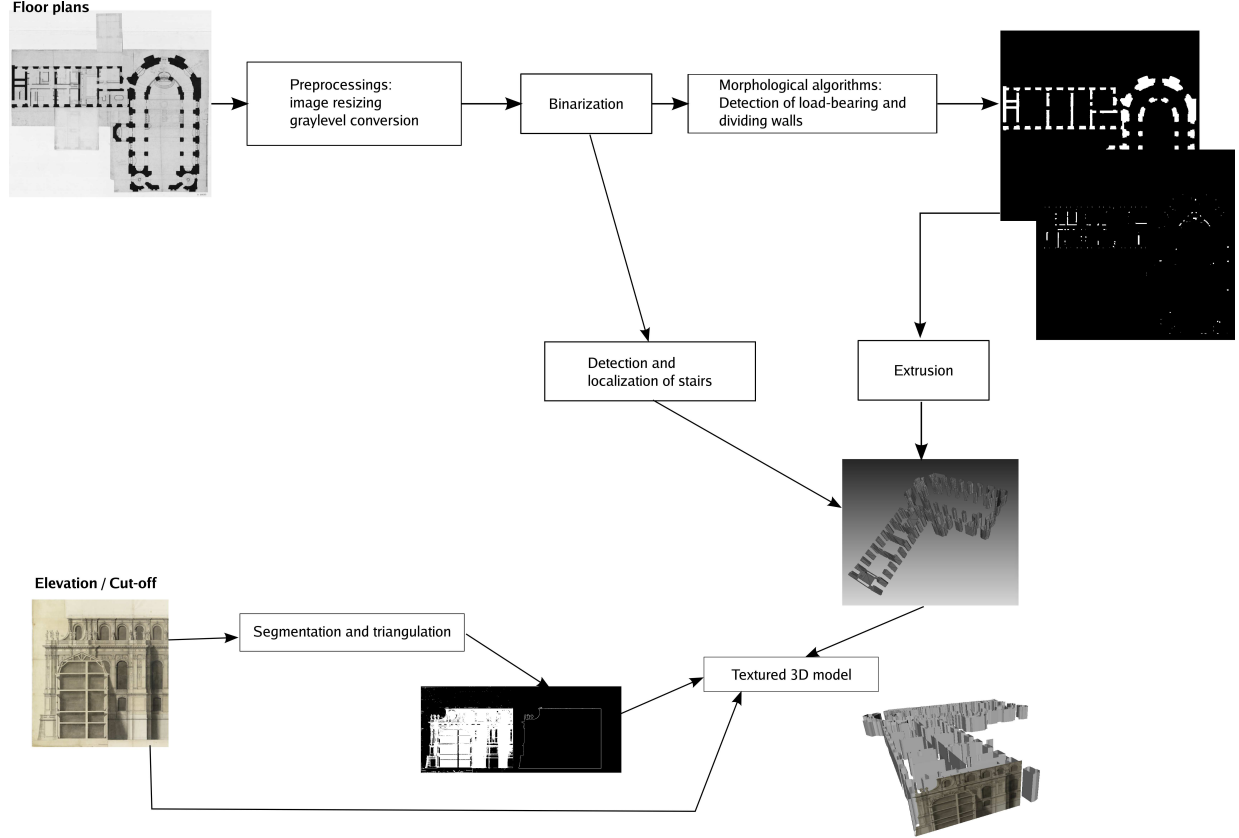 Floor plans
Preprocessings:
image resizing
graylevel conversion
Binarization
Morphological algorithms:
Detection of load-bearing and
dividing walls
Detection and
localization of stairs
Extrusion
Elevation / Cut-off
Segmentation and triangulation
Textured 3D model